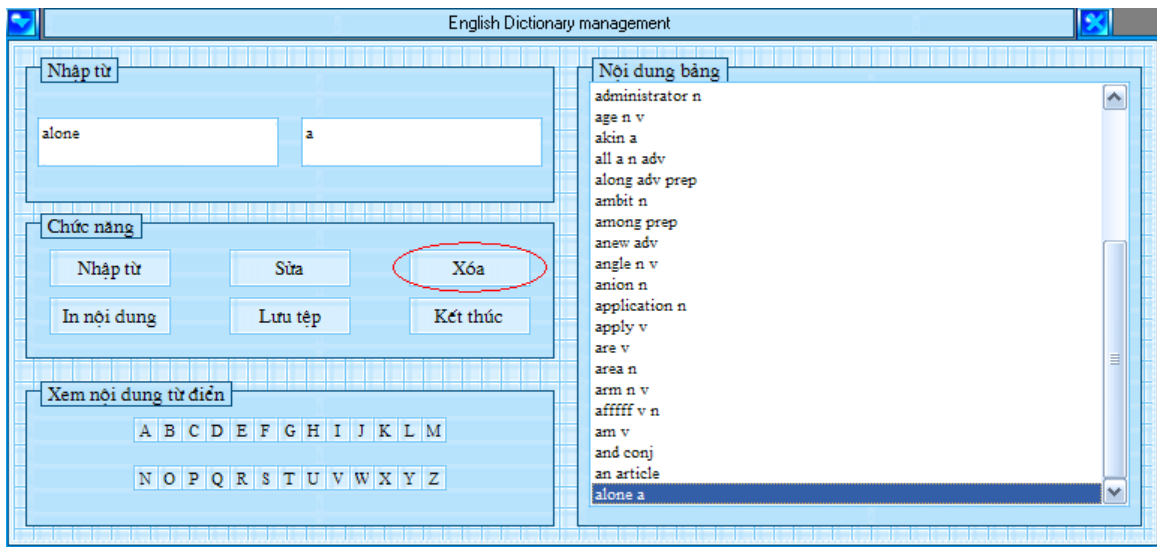 English Dictionary management
Nhập từ
alone
a
Chức năng
Nhập từ
Sửa
Xóa
In nội dung
Lưu tệp
Kết thúc
Xem nội dung từ điển
A B C D E F G H I J K L M
N O P Q R S T U V W X Y Z
Nội dung bảng
administrator n
age n v
akin a
all a n adv
along adv prep
ambit n
among prep
anew adv
angle n v
anion n
application n
apply v
are v
area n
arm n v
afffff v n
am v
and conj
an article
alone a